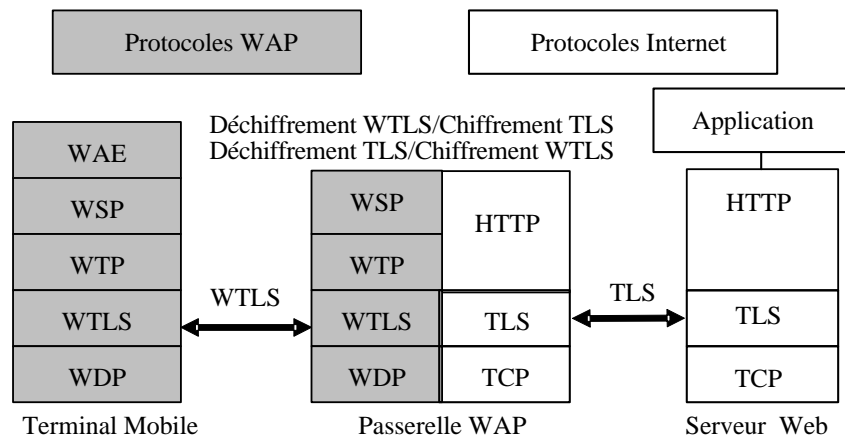 Protocoles WAP
Protocoles Internet
Déchiffrement WTLS/Chiffrement TLS
Déchiffrement TLS/Chiffrement WTLS
Application
WAE
WSP
WTP
WTLS
WDP
WTLS
WSP
WTP
WTLS
WDP
HTTP
TLS
TCP
TLS
HTTP
TLS
TCP
Terminal Mobile
Passerelle WAP
Serveur Web